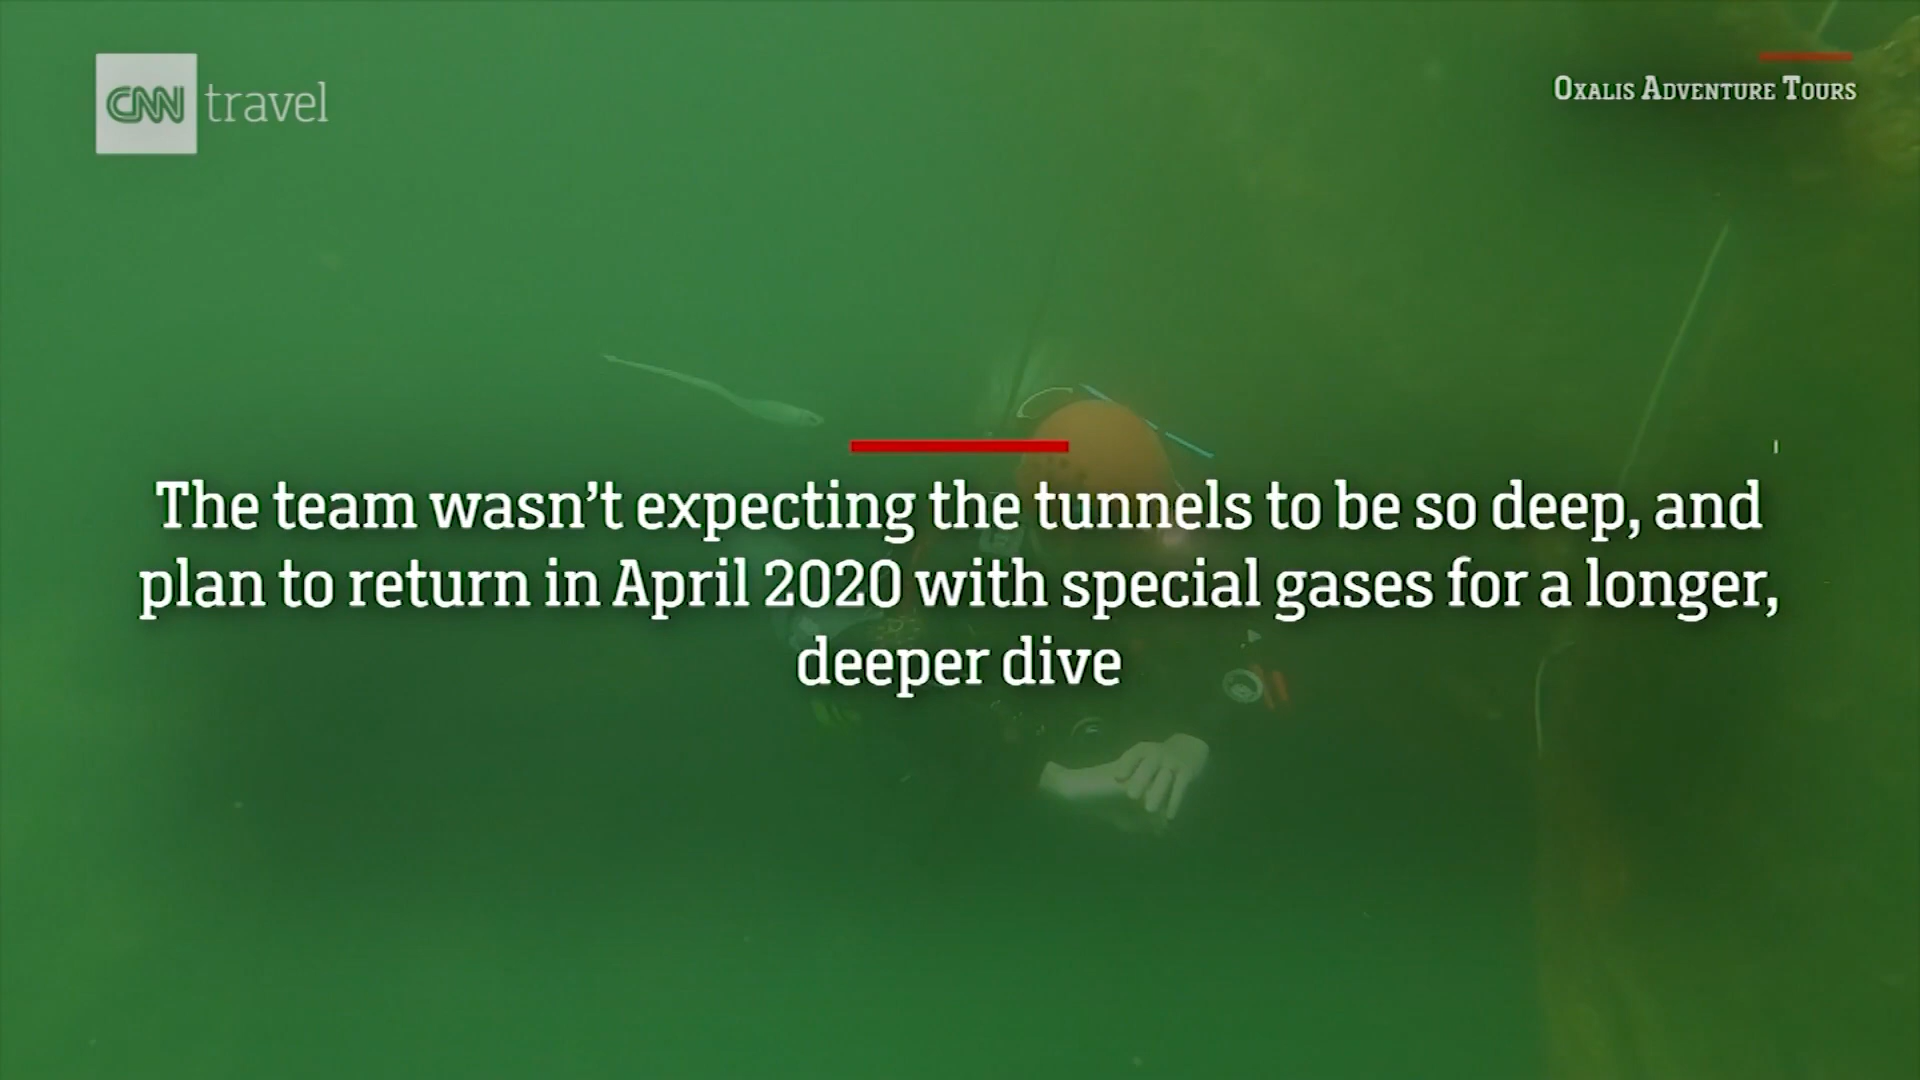 CNN travel
Oxalis Adventure Tours
The team wasn't expecting the tunnels to be so deep, and
plan to return in April 2020 with special gases for a longer,
deeper dive